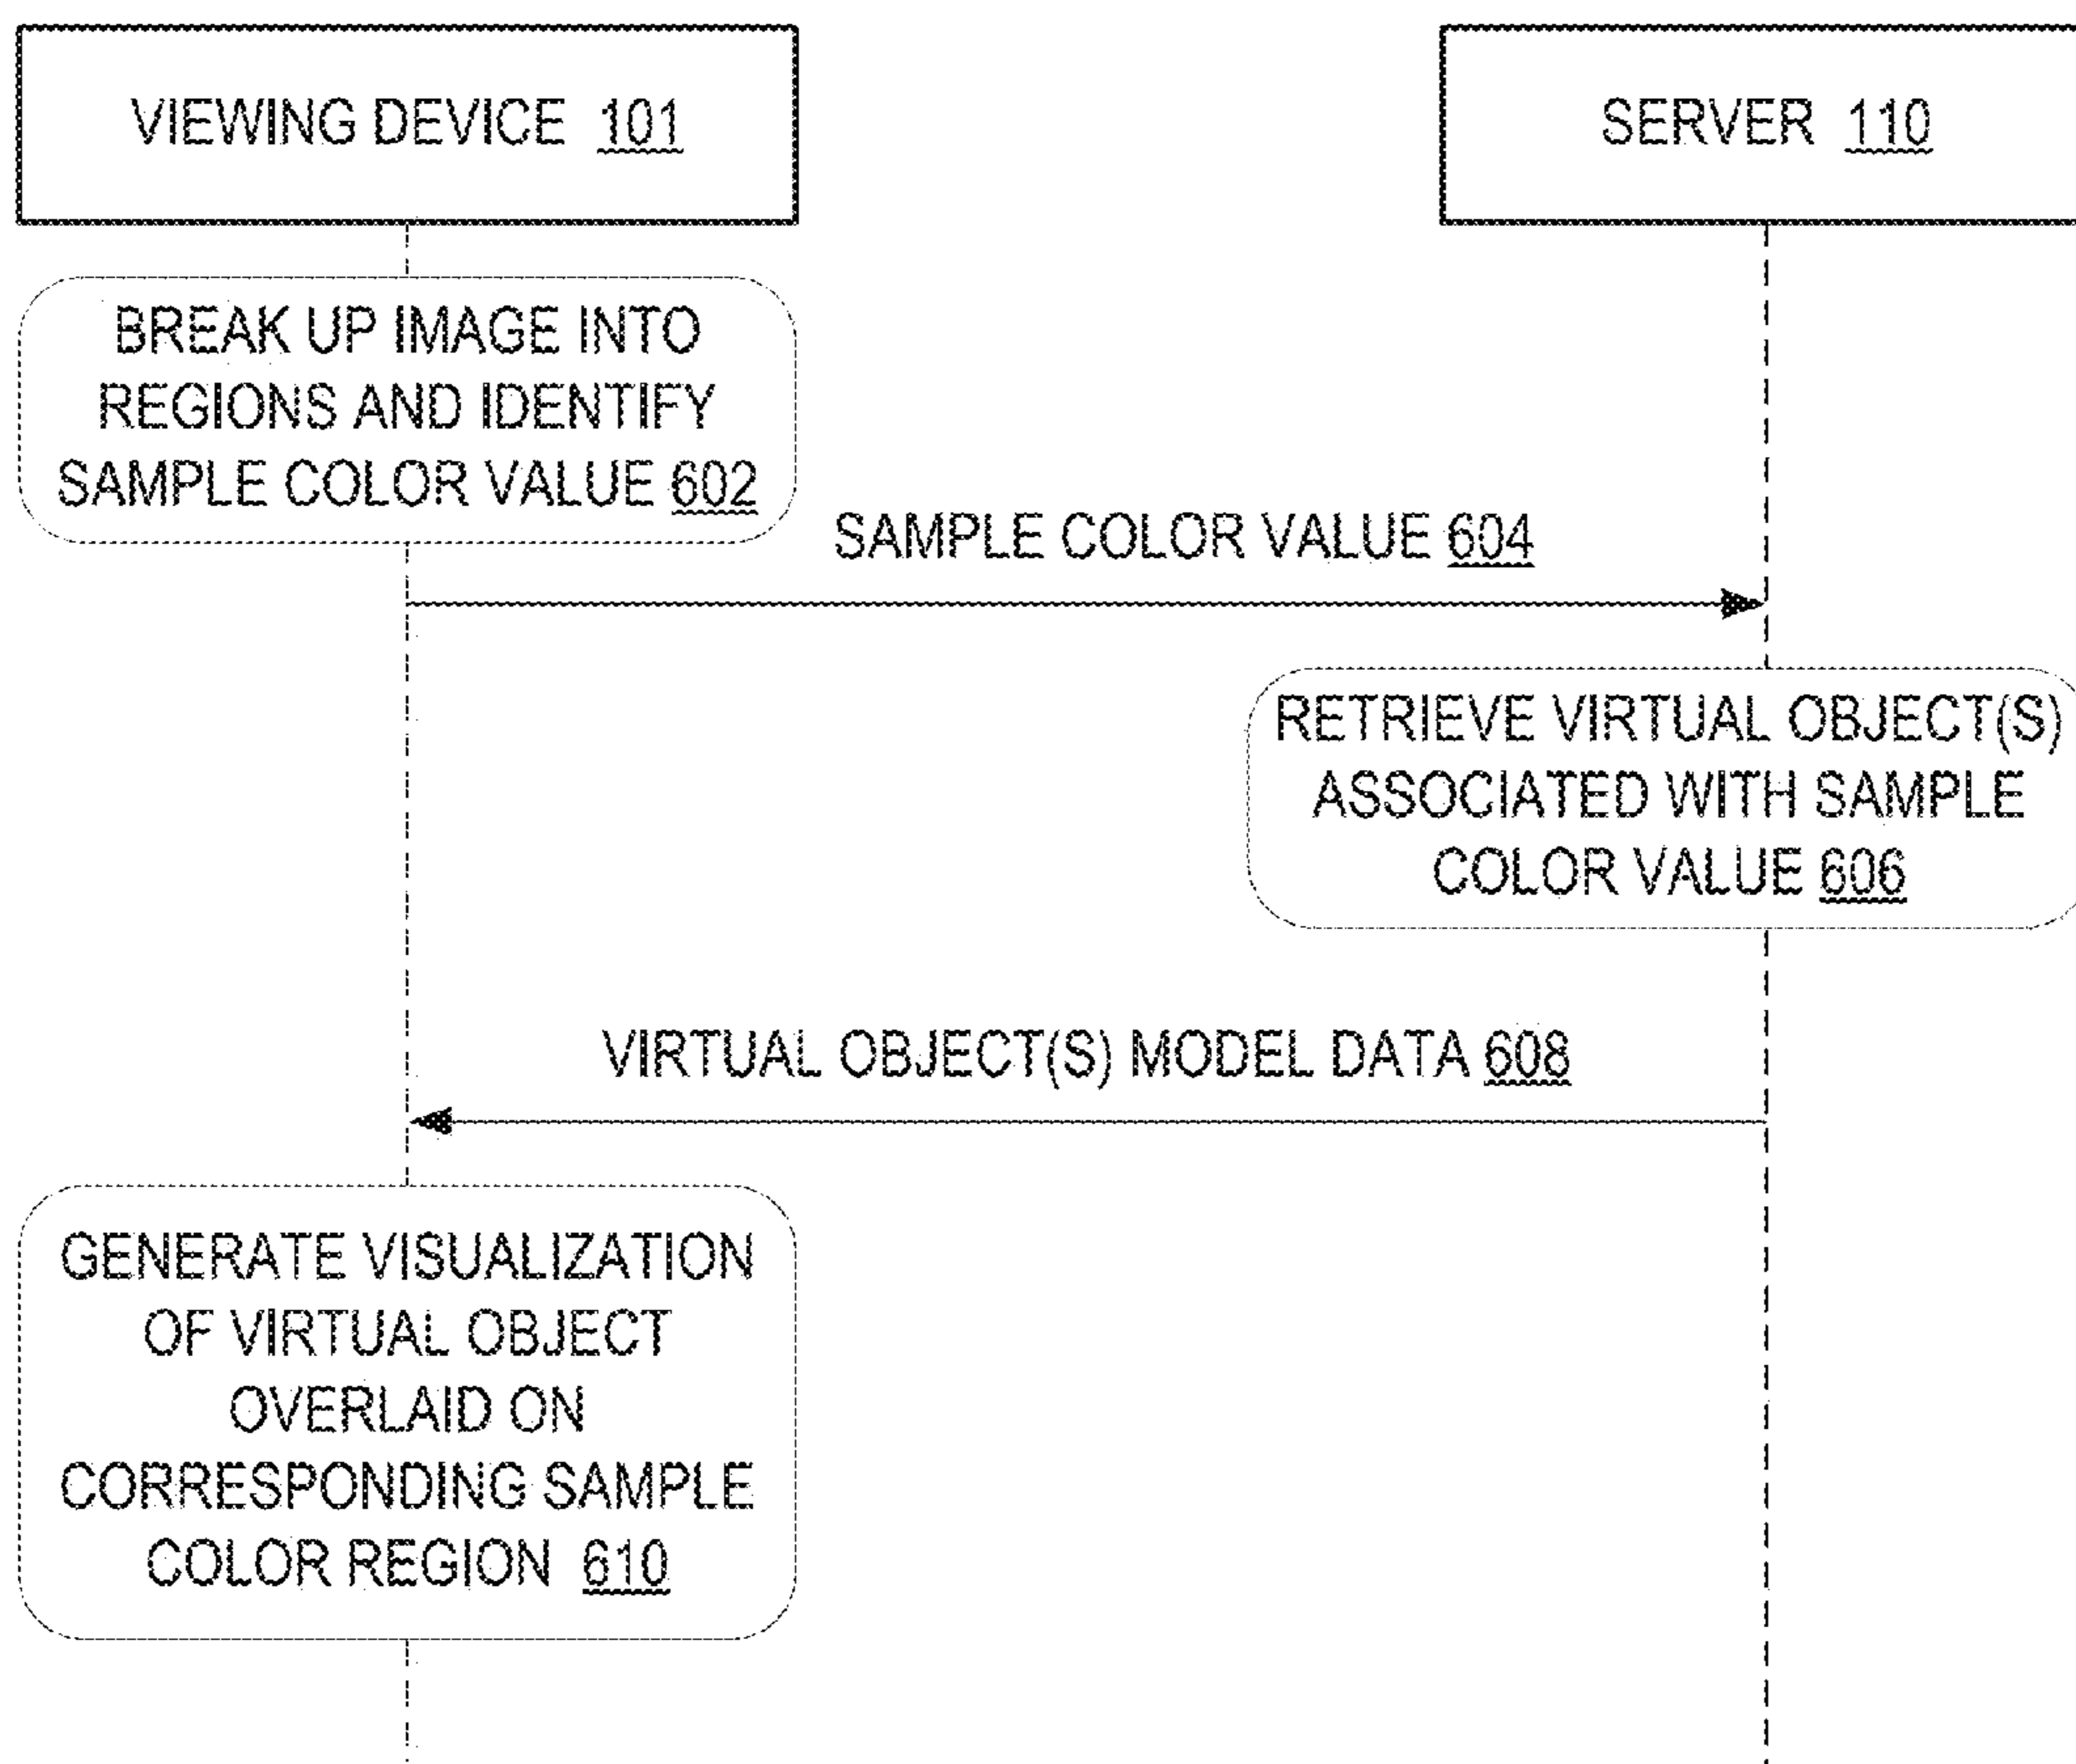 VIEWING DEVICE 101
SERVER 110
BREAK UP IMAGE INTO
REGIONS AND IDENTIFY
SAMPLE COLOR VALUE 602
SAMPLE COLOR VALUE 604
RETRIEVE VIRTUAL OBJECT(S)
ASSOCIATED WITH SAMPLE
COLOR VALUE 606
VIRTUAL OBJECT(S) MODEL DATA 608
GENERATE VISUALIZATION
OF VIRTUAL OBJECT
OVERLAID ON
CORRESPONDING SAMPLE
COLOR REGION 610